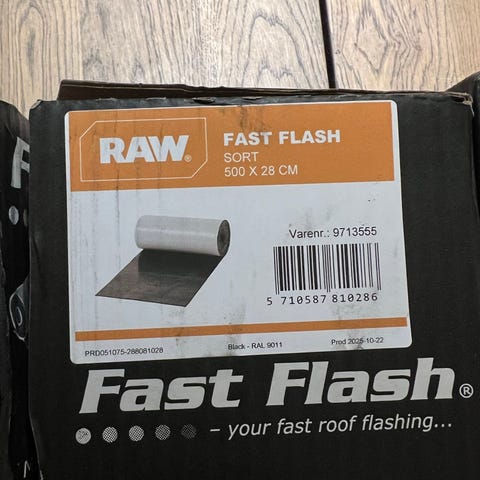 RAW®
FAST FLASH
SORT
500 X 28 CM
Varenr.: 9713555
5 710587 810286
PRD051075-288081028
Black - RAL 9011
Prod 2025-10-22
Fast Flash®
– your fast roof flashing...